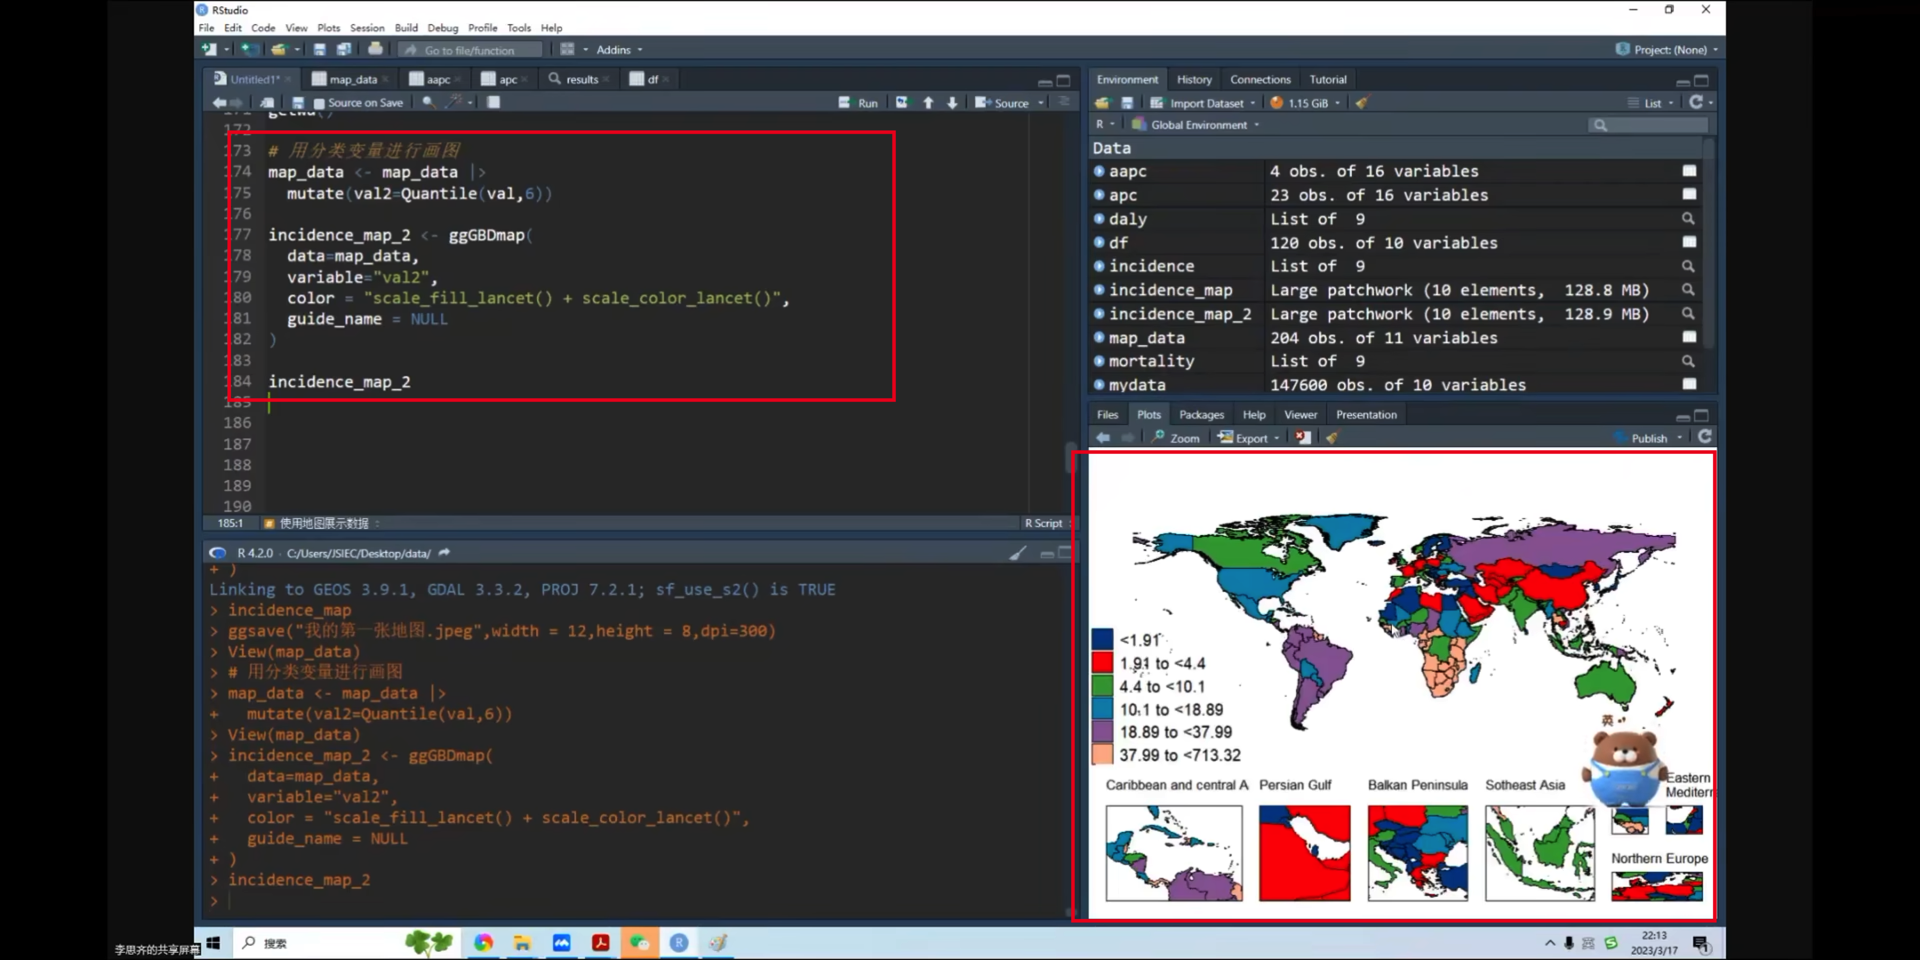 RStudio
File Edit Code View Plots Session Build Debug Profile Tools Help
Go to file/function Addins Project: (None)
Untitled1* map_data aapc apc results df
Source on Save Run Source
171 getwd()
172
173 # 用分类变量进行画图
174 map_data <- map_data |>
175 mutate(val2=Quantile(val,6))
176
177 incidence_map_2 <- ggGBDmap(
178 data=map_data,
179 variable="val2",
180 color = "scale_fill_lancet() + scale_color_lancet()",
181 guide_name = NULL
182 )
183
184 incidence_map_2
185
186
187
188
189
190
185:1 使用地图展示数据 R Script
R 4.2.0 · C:/Users/JSIEC/Desktop/data/
+ )
Linking to GEOS 3.9.1, GDAL 3.3.2, PROJ 7.2.1; sf_use_s2() is TRUE
> incidence_map
> ggsave("我的第一张地图.jpeg",width = 12,height = 8,dpi=300)
> View(map_data)
> # 用分类变量进行画图
> map_data <- map_data |>
+ mutate(val2=Quantile(val,6))
> View(map_data)
> incidence_map_2 <- ggGBDmap(
+ data=map_data,
+ variable="val2",
+ color = "scale_fill_lancet() + scale_color_lancet()",
+ guide_name = NULL
+ )
> incidence_map_2
>
Environment History Connections Tutorial
Import Dataset 1.15 GiB List
R Global Environment
Data
aapc 4 obs. of 16 variables
apc 23 obs. of 16 variables
daly List of 9
df 120 obs. of 10 variables
incidence List of 9
incidence_map Large patchwork (10 elements, 128.8 MB)
incidence_map_2 Large patchwork (10 elements, 128.9 MB)
map_data 204 obs. of 11 variables
mortality List of 9
mydata 147600 obs. of 10 variables
Files Plots Packages Help Viewer Presentation
Zoom Export Publish
<1.91
1.91 to <4.4
4.4 to <10.1
10.1 to <18.89
18.89 to <37.99
37.99 to <713.32
英
Caribbean and central A Persian Gulf Balkan Peninsula Sotheast Asia
Eastern
Mediterr
Northern Europe
李思齐的共享屏幕
搜索
22:13
2023/3/17